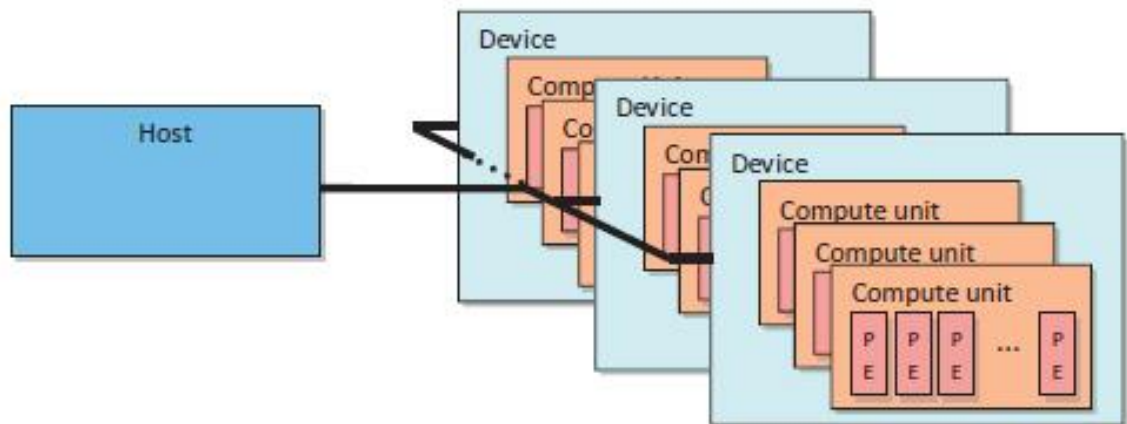 Host
Device
Device
Device
Compute unit
Compute unit
Compute unit
P P P ... P
E E E E